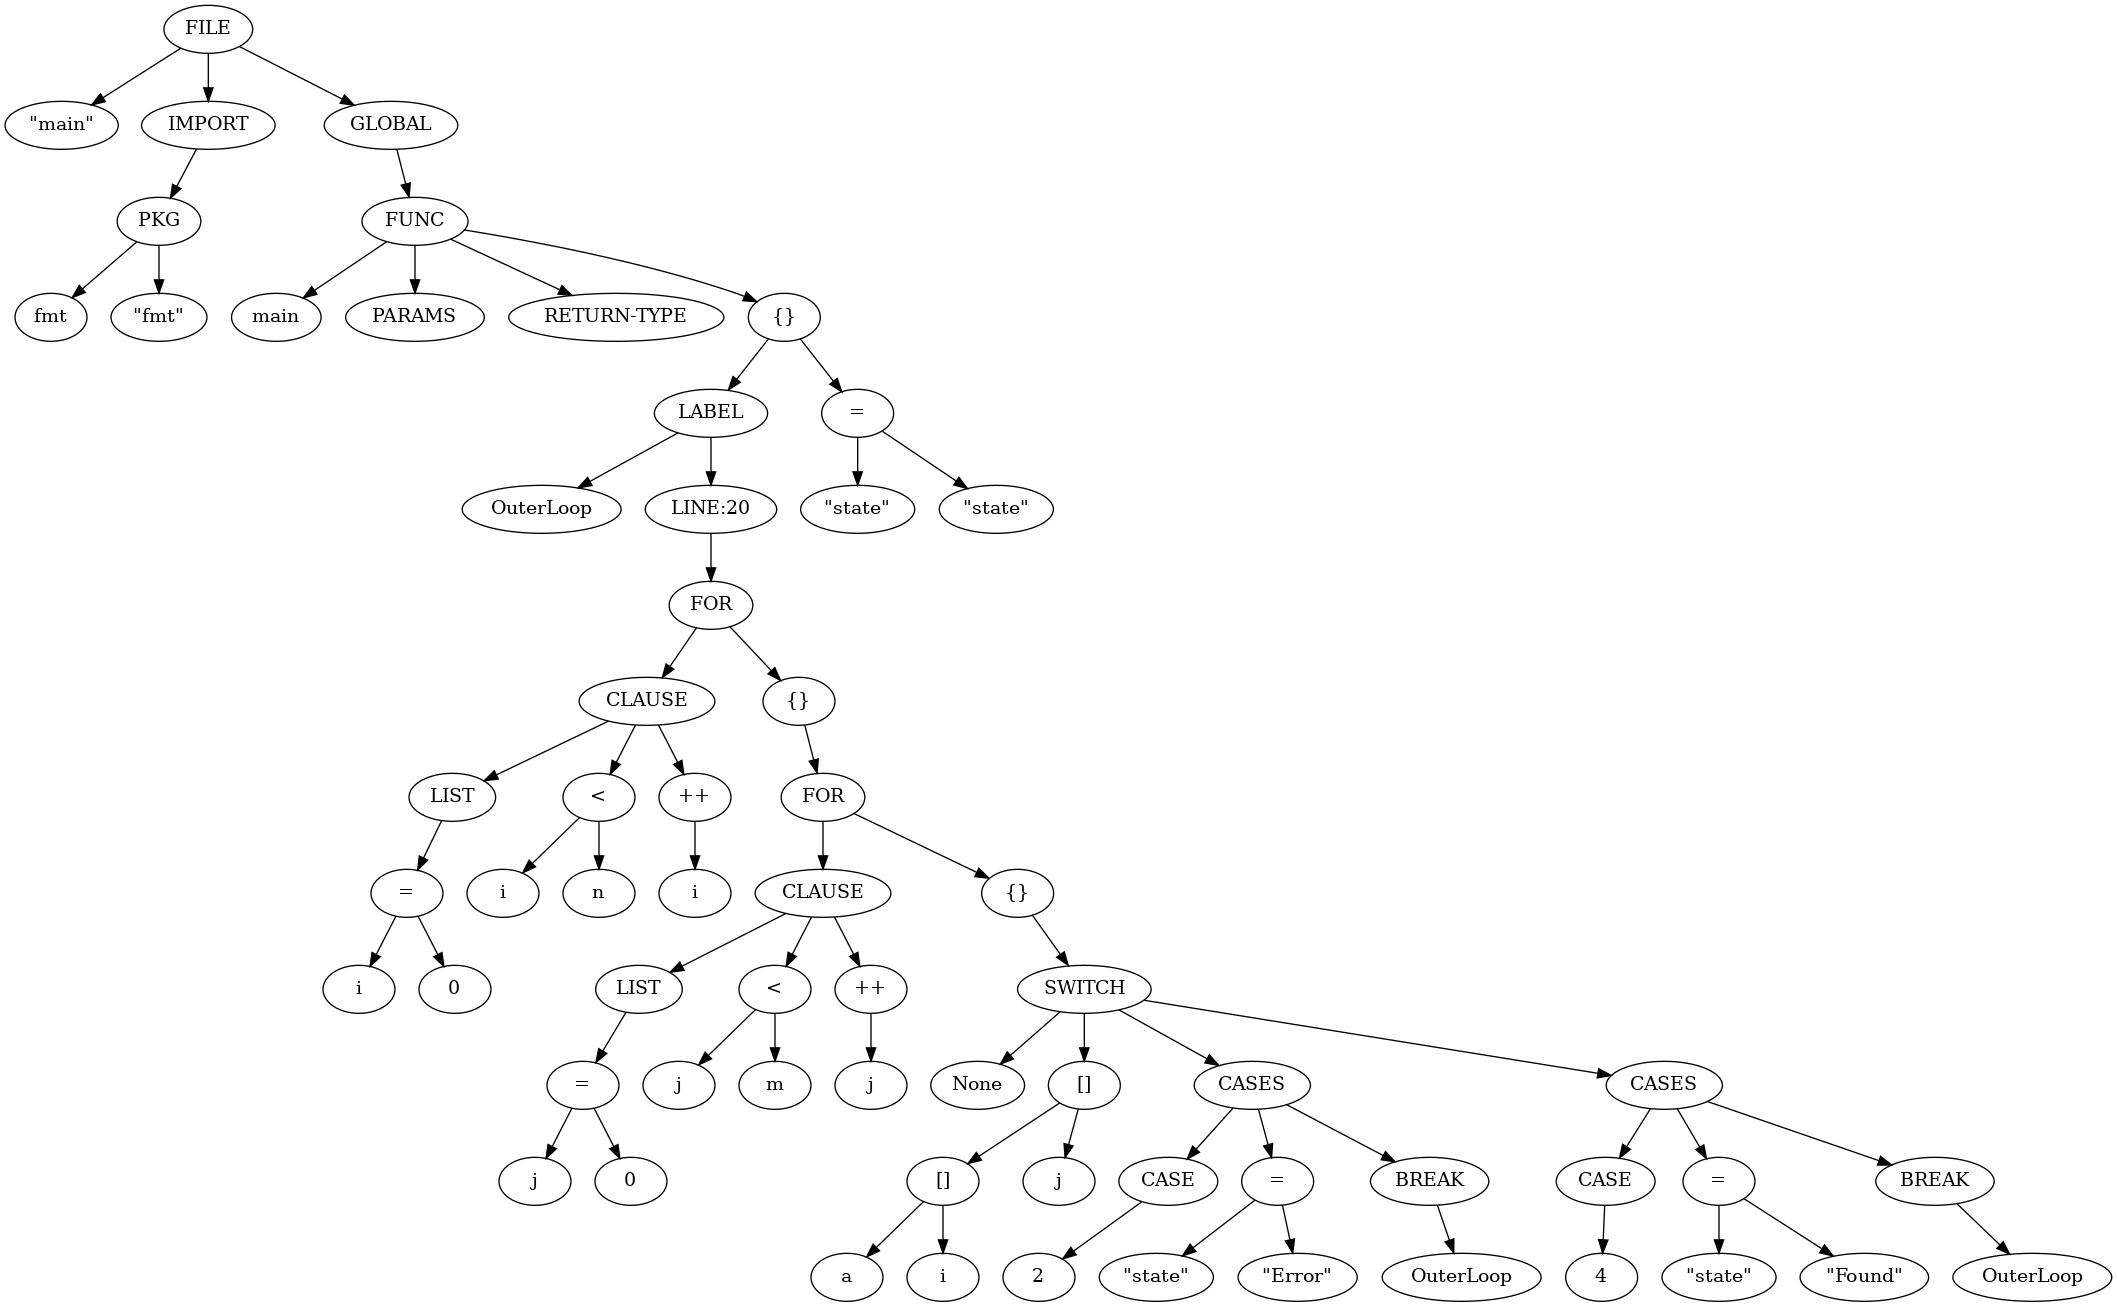 FILE
"main" IMPORT GLOBAL
PKG FUNC
fmt "fmt" main PARAMS RETURN-TYPE {}
LABEL =
OuterLoop LINE:20 "state" "state"
FOR
CLAUSE {}
LIST < ++ FOR
= i n i CLAUSE {}
i 0 LIST < ++ SWITCH
= j m j None [] CASES CASES
j 0 [] j CASE = BREAK CASE = BREAK
a i 2 "state" "Error" OuterLoop 4 "state" "Found" OuterLoop